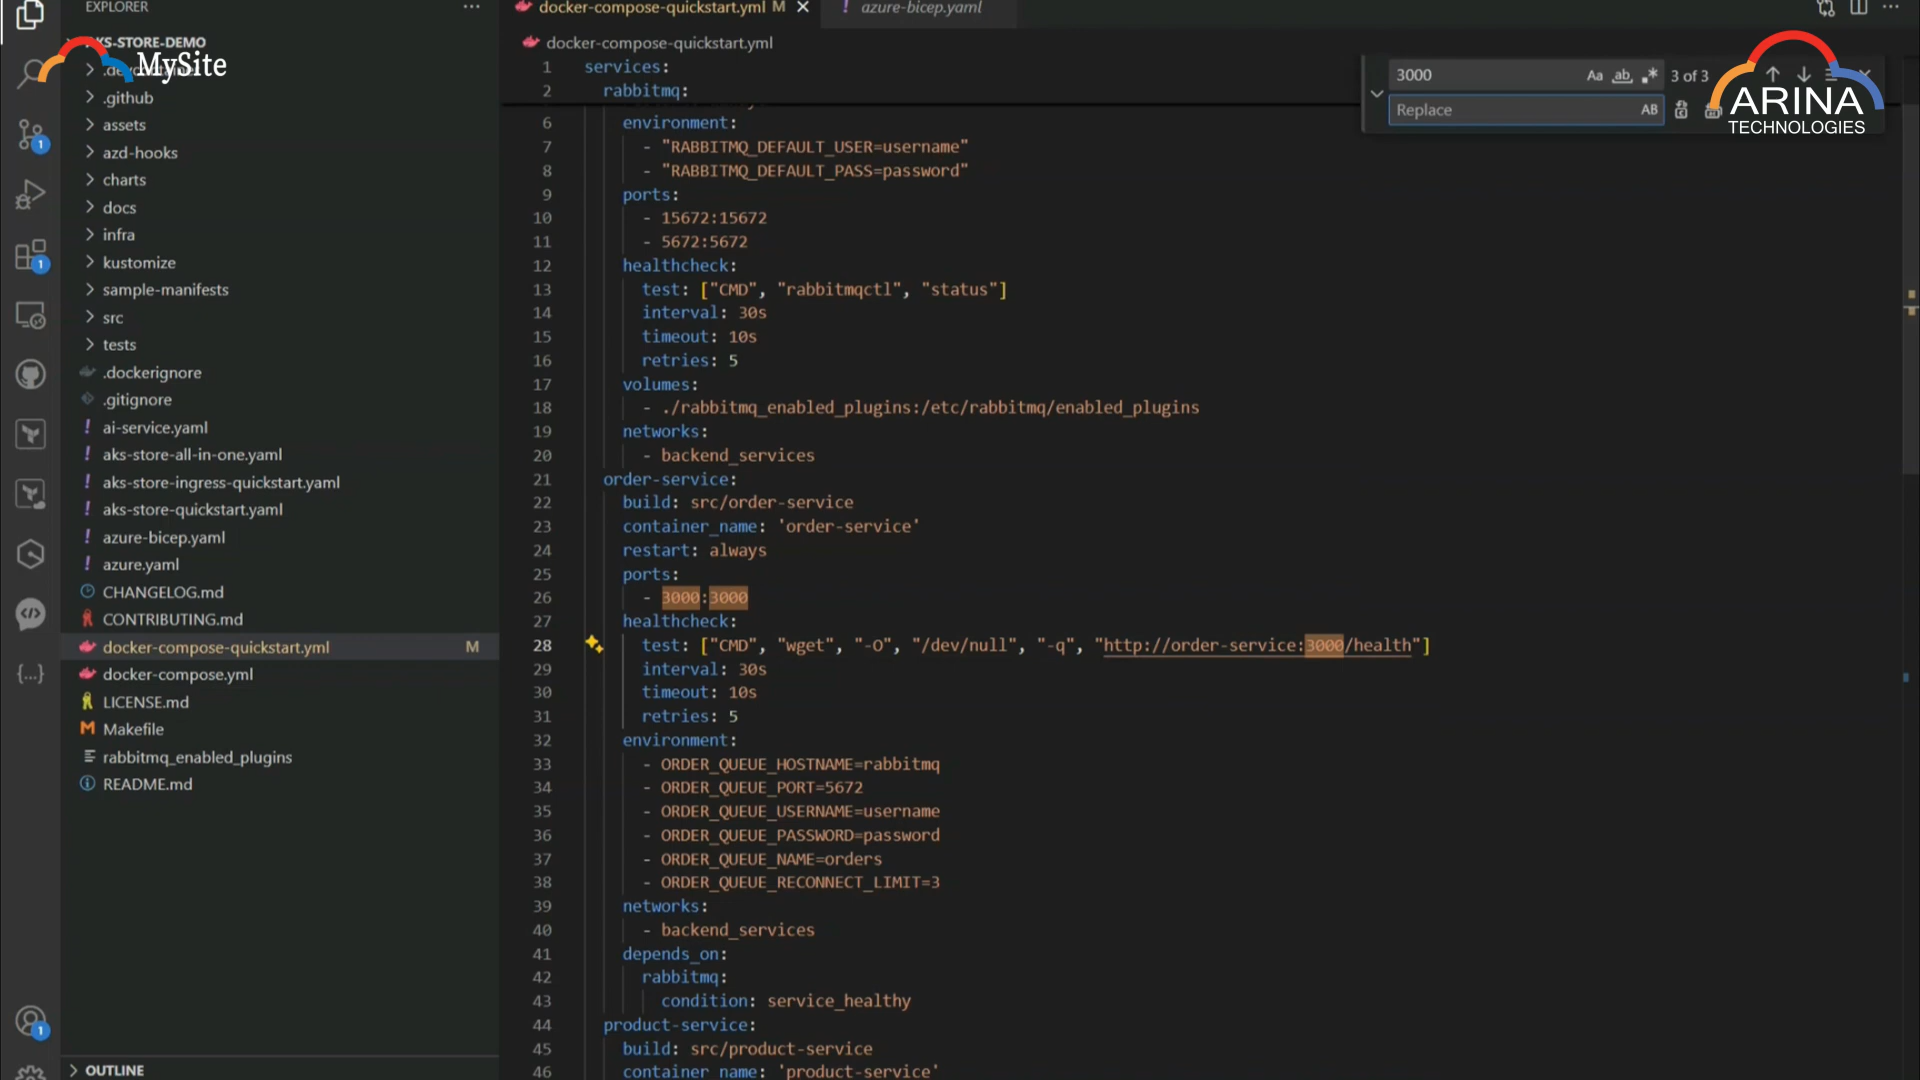 EXPLORER
KS-STORE-DEMO
MySite
.github
assets
azd-hooks
charts
docs
infra
kustomize
sample-manifests
src
tests
.dockerignore
.gitignore
ai-service.yaml
aks-store-all-in-one.yaml
aks-store-ingress-quickstart.yaml
aks-store-quickstart.yaml
azure-bicep.yaml
azure.yaml
CHANGELOG.md
CONTRIBUTING.md
docker-compose-quickstart.yml M
docker-compose.yml
LICENSE.md
Makefile
rabbitmq_enabled_plugins
README.md
OUTLINE
1
1
1
docker-compose-quickstart.yml M
azure-bicep.yaml
docker-compose-quickstart.yml
3000 Aa ab 3 of 3
Replace AB
ARINA
TECHNOLOGIES
1 services:
2 rabbitmq:
6 environment:
7 - "RABBITMQ_DEFAULT_USER=username"
8 - "RABBITMQ_DEFAULT_PASS=password"
9 ports:
10 - 15672:15672
11 - 5672:5672
12 healthcheck:
13 test: ["CMD", "rabbitmqctl", "status"]
14 interval: 30s
15 timeout: 10s
16 retries: 5
17 volumes:
18 - ./rabbitmq_enabled_plugins:/etc/rabbitmq/enabled_plugins
19 networks:
20 - backend_services
21 order-service:
22 build: src/order-service
23 container_name: 'order-service'
24 restart: always
25 ports:
26 - 3000:3000
27 healthcheck:
28 test: ["CMD", "wget", "-O", "/dev/null", "-q", "http://order-service:3000/health"]
29 interval: 30s
30 timeout: 10s
31 retries: 5
32 environment:
33 - ORDER_QUEUE_HOSTNAME=rabbitmq
34 - ORDER_QUEUE_PORT=5672
35 - ORDER_QUEUE_USERNAME=username
36 - ORDER_QUEUE_PASSWORD=password
37 - ORDER_QUEUE_NAME=orders
38 - ORDER_QUEUE_RECONNECT_LIMIT=3
39 networks:
40 - backend_services
41 depends_on:
42 rabbitmq:
43 condition: service_healthy
44 product-service:
45 build: src/product-service
46 container_name: 'product-service'